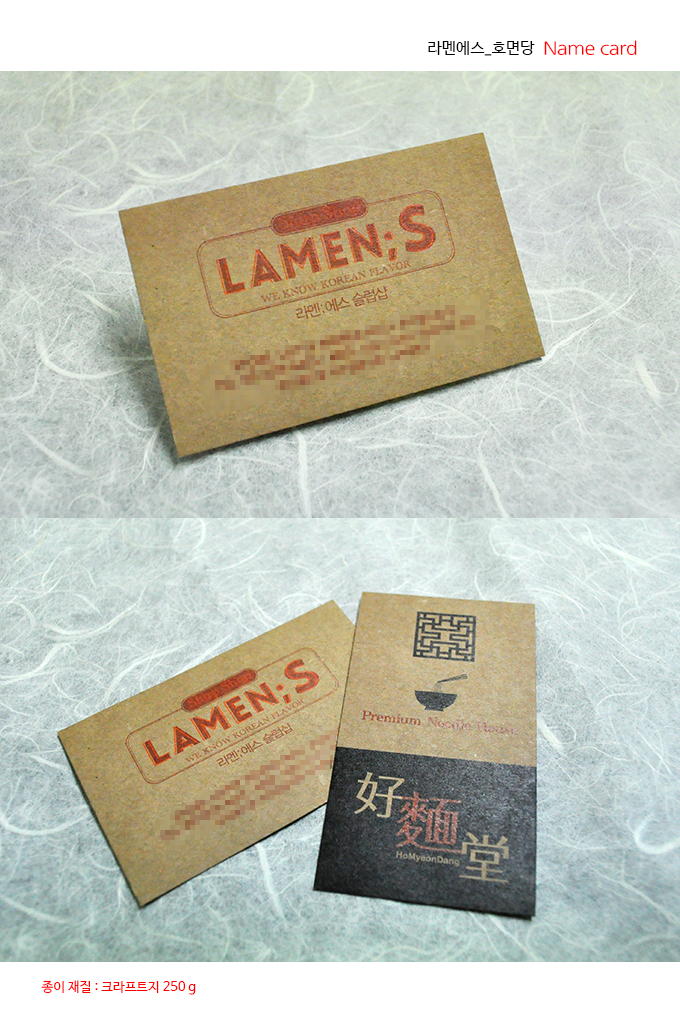 라멘에스_호면당 Name card
LAMEN;S
WE KNOW KOREAN FLAVOR
라멘;에스 슬럽샵
LAMEN;S
WE KNOW KOREAN FLAVOR
라멘;에스 슬럽샵
Premium Noodle House
好麵堂
HoMyeonDang
종이 재질 : 크라프트지 250 g